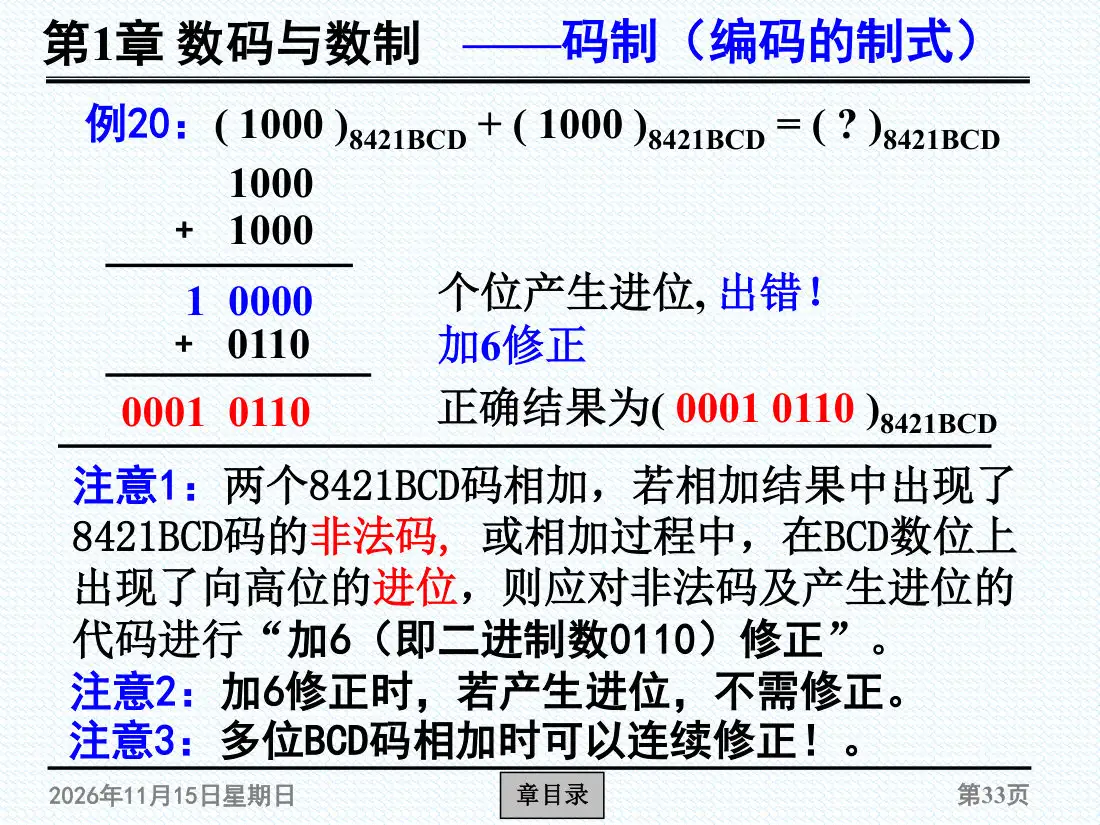 第1章 数码与数制 ——码制（编码的制式）
例20：( 1000 )8421BCD + ( 1000 )8421BCD = ( ? )8421BCD
1000
+ 1000
1 0000 个位产生进位, 出错！
+ 0110 加6修正
0001 0110 正确结果为( 0001 0110 )8421BCD
注意1：两个8421BCD码相加，若相加结果中出现了
8421BCD码的非法码, 或相加过程中，在BCD数位上
出现了向高位的进位，则应对非法码及产生进位的
代码进行“加6（即二进制数0110）修正”。
注意2：加6修正时，若产生进位，不需修正。
注意3：多位BCD码相加时可以连续修正！。
2026年11月15日星期日 章目录 第33页